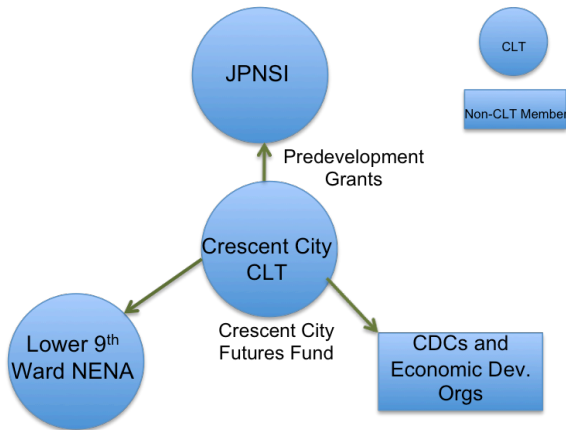 JPNSI
CLT
Non-CLT Member
Predevelopment
Grants
Crescent City
CLT
Crescent City
Futures Fund
Lower 9th
Ward NENA
CDCs and
Economic Dev.
Orgs